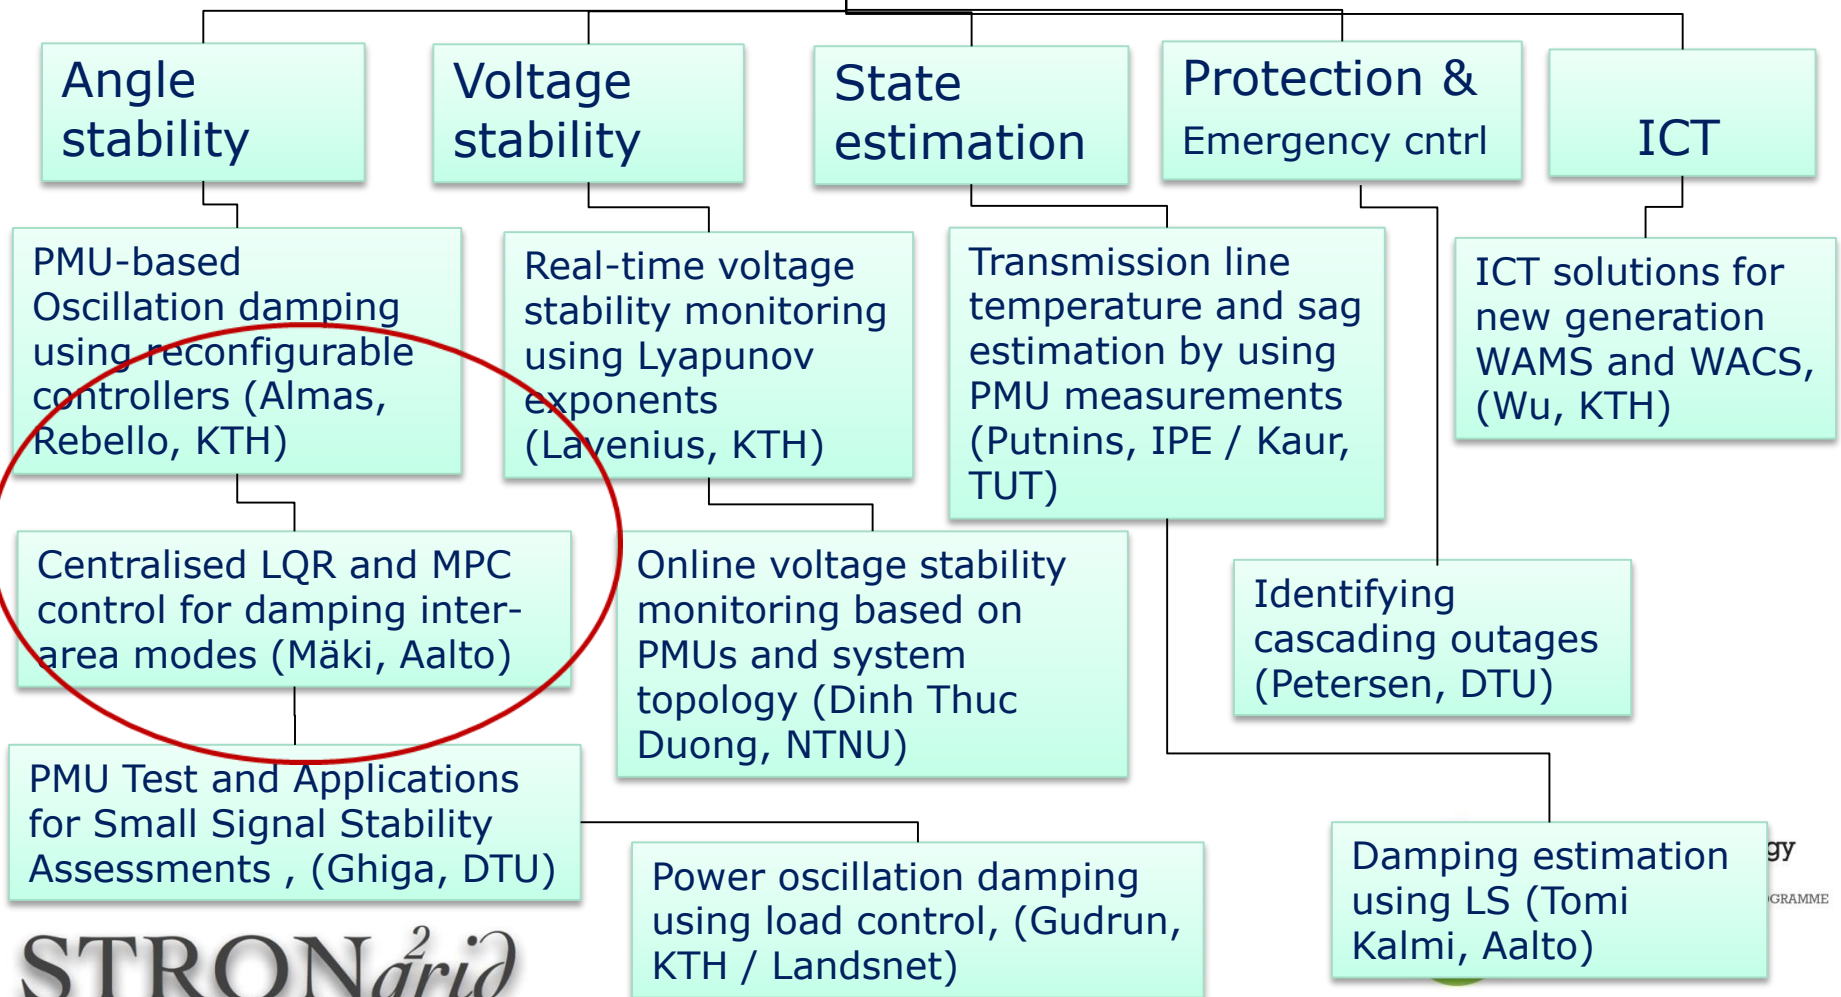 Angle
stability
Voltage
stability
State
estimation
Protection &
Emergency cntrl
ICT
PMU-based
Oscillation damping
using reconfigurable
controllers (Almas,
Rebello, KTH)
Real-time voltage
stability monitoring
using Lyapunov
exponents
(Lavenius, KTH)
Transmission line
temperature and sag
estimation by using
PMU measurements
(Putnins, IPE / Kaur,
TUT)
ICT solutions for
new generation
WAMS and WACS,
(Wu, KTH)
Centralised LQR and MPC
control for damping inter-
area modes (Mäki, Aalto)
Online voltage stability
monitoring based on
PMUs and system
topology (Dinh Thuc
Duong, NTNU)
Identifying
cascading outages
(Petersen, DTU)
PMU Test and Applications
for Small Signal Stability
Assessments , (Ghiga, DTU)
Power oscillation damping
using load control, (Gudrun,
KTH / Landsnet)
Damping estimation
using LS (Tomi
Kalmi, Aalto)
gy
OGRAMME
STRON2grid